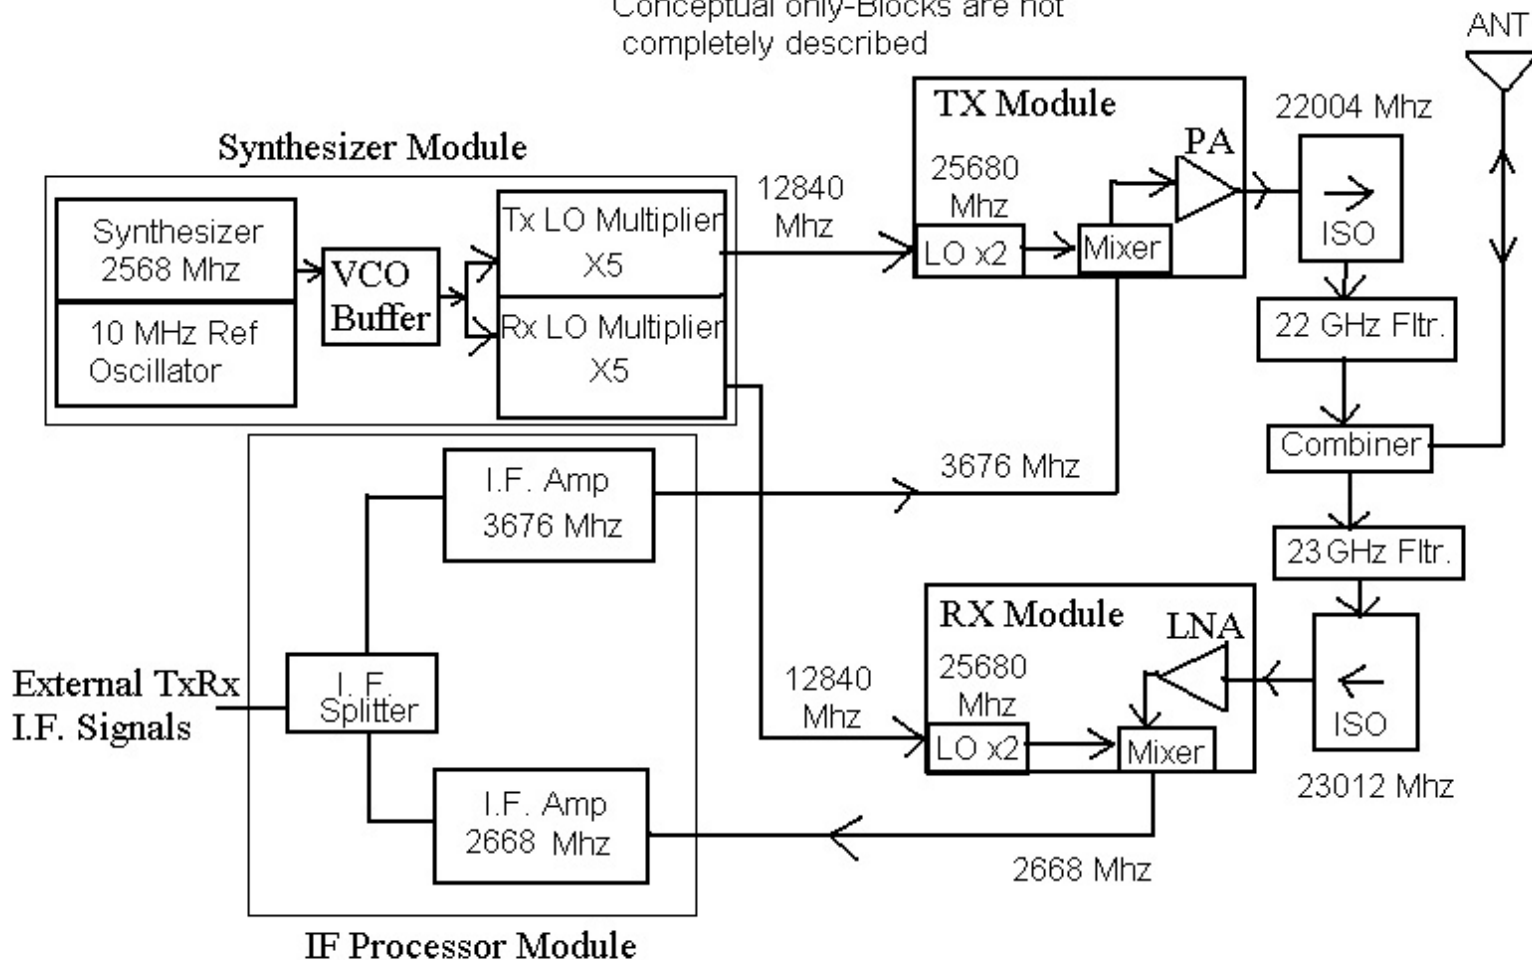 Conceptual only-Blocks are not
completely described
ANT
TX Module
22004 Mhz
PA
Synthesizer Module
25680
Mhz
12840
Mhz
Synthesizer
2568 Mhz
Tx LO Multiplier
X5
LO x2
Mixer
ISO
VCO
Buffer
10 MHz Ref
Oscillator
Rx LO Multiplier
X5
22 GHz Fltr.
Combiner
3676 Mhz
I.F. Amp
3676 Mhz
23 GHz Fltr.
RX Module
LNA
25680
Mhz
12840
Mhz
External TxRx
I.F. Signals
I. F.
Splitter
LO x2
Mixer
ISO
23012 Mhz
I.F. Amp
2668 Mhz
2668 Mhz
IF Processor Module